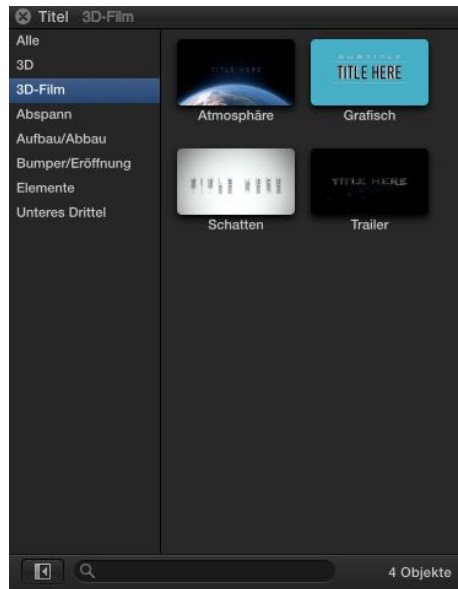 Titel 3D-Film
Alle
3D
3D-Film
Abspann
Aufbau/Abbau
Bumper/Eröffnung
Elemente
Unteres Drittel
TITLE HERE
Atmosphäre
SUBTITLE
TITLE HERE
Grafisch
Schatten
TITLE HERE
Trailer
4 Objekte